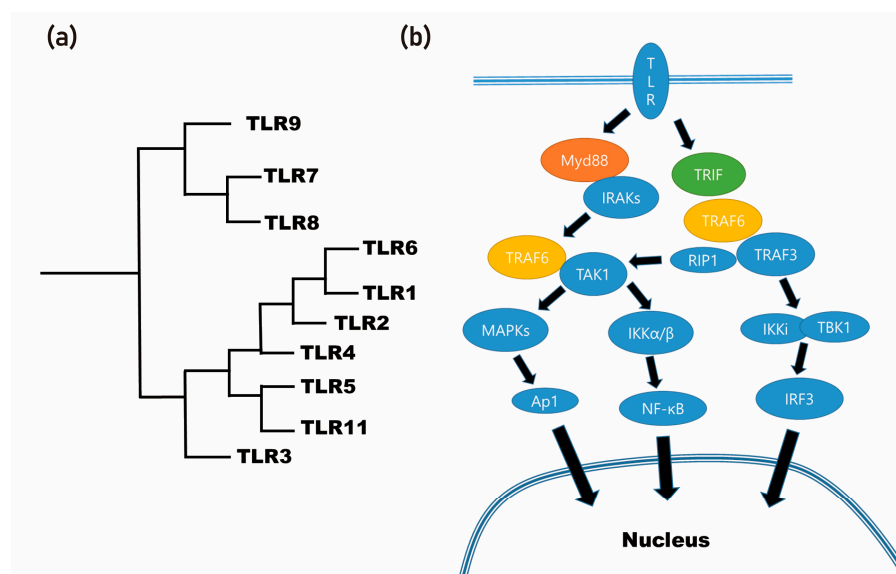 (a)
TLR9
TLR7
TLR8
TLR6
TLR1
TLR2
TLR4
TLR5
TLR11
TLR3
(b)
T
L
R
Myd88
TRIF
IRAKs
TRAF6
TRAF6
TAK1
RIP1
TRAF3
MAPKs
IKKα/β
IKKi
TBK1
Ap1
NF-κB
IRF3
Nucleus